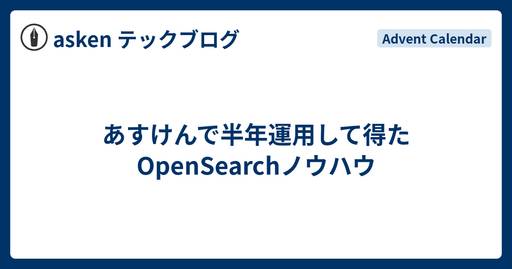 asken テックブログ
Advent Calendar
あすけんで半年運用して得た
OpenSearchノウハウ